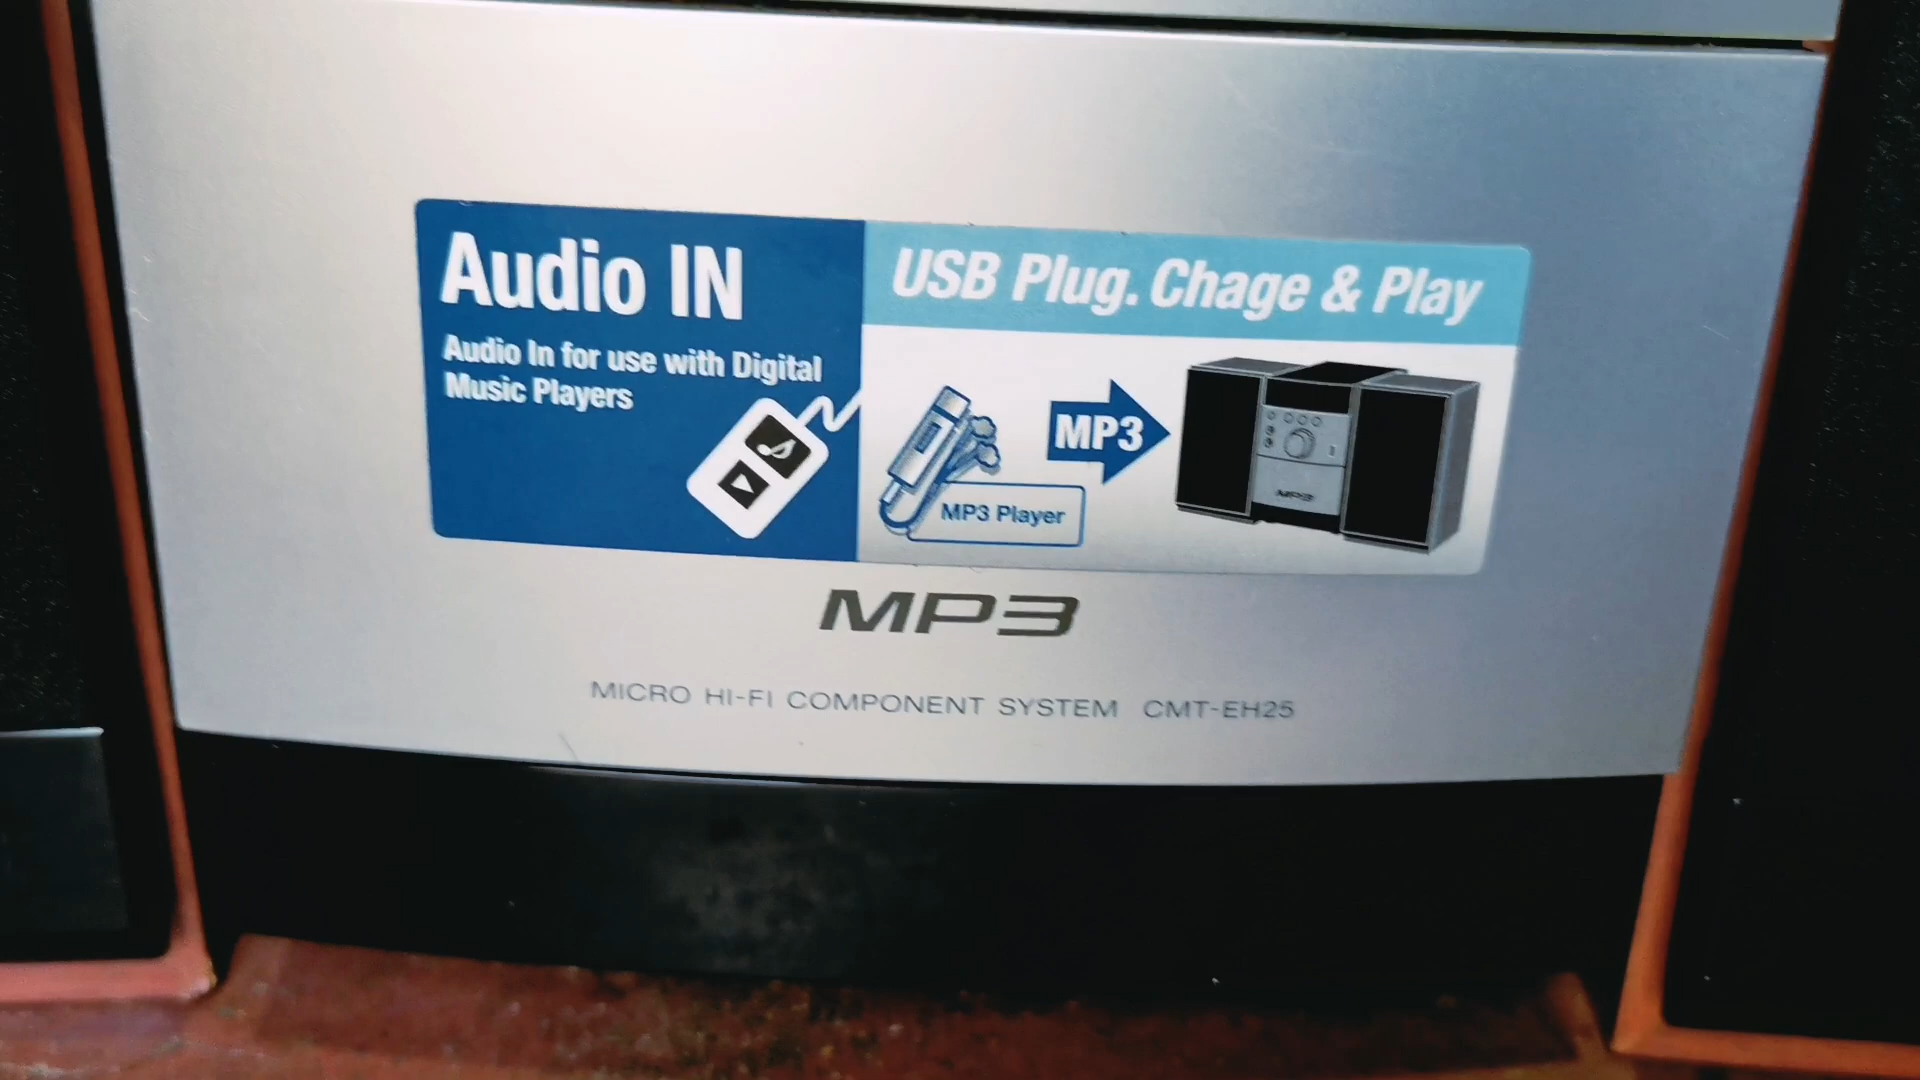 Audio IN
Audio In for use with Digital
Music Players
USB Plug. Chage & Play
MP3
MP3 Player
MP3
MP3
MICRO HI-FI COMPONENT SYSTEM CMT-EH25